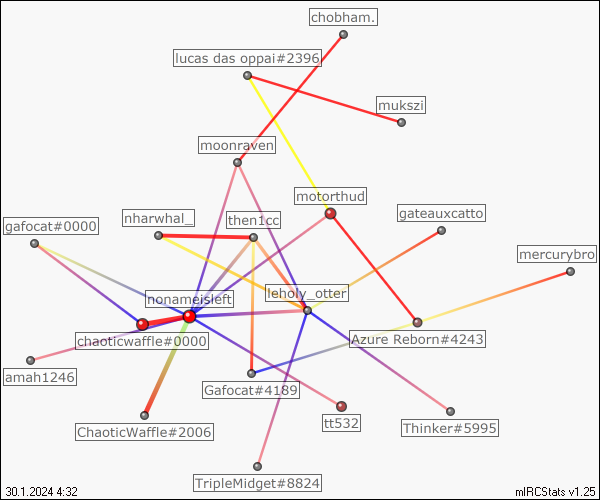 chobham.
lucas das oppai#2396
mukszi
moonraven
motorthud
nharwhal_
then1cc
gateauxcatto
gafocat#0000
mercurybro
nonameisleft
leholy_otter
chaoticwaffle#0000
Azure Reborn#4243
amah1246
Gafocat#4189
tt532
ChaoticWaffle#2006
Thinker#5995
TripleMidget#8824
30.1.2024 4:32
mIRCStats v1.25